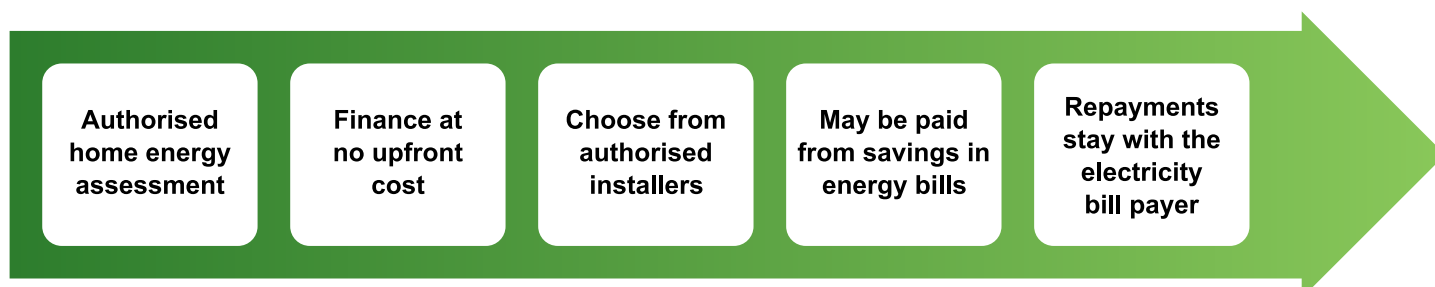 Authorised
home energy
assessment
Finance at
no upfront
cost
Choose from
authorised
installers
May be paid
from savings in
energy bills
Repayments
stay with the
electricity
bill payer